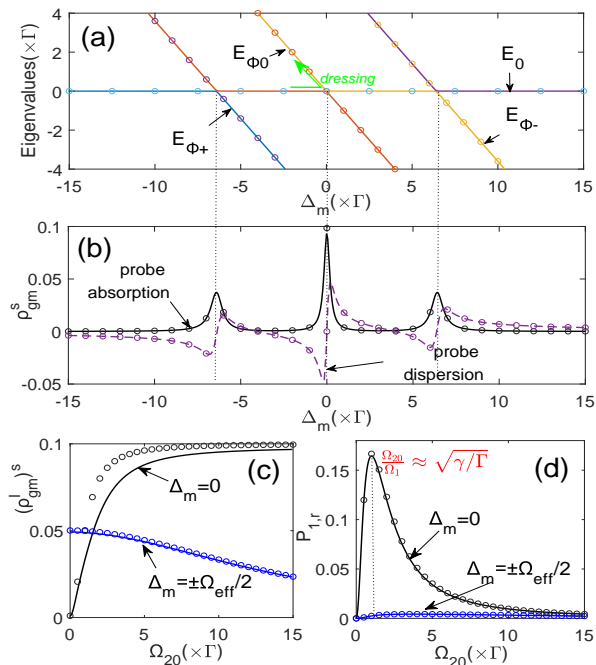 (a)
Eigenvalues(×Γ)
4
2
0
-2
-4
E_Φ0
dressing
E_0
E_Φ+
E_Φ-
-15 -10 -5 0 5 10 15
Δ_m(×Γ)
(b)
ρ^s_gm
0.1
0.05
0
-0.05
probe
absorption
probe
dispersion
-15 -10 -5 0 5 10 15
Δ_m(×Γ)
(c)
(ρ^I_gm)^s
0.1
0.05
0
Δ_m=0
Δ_m=±Ω_eff/2
0 5 10 15
Ω_20(×Γ)
(d)
P_1,r
0.15
0.10
0.05
0
Ω_20/Ω_1 ≈ √γ/Γ
Δ_m=0
Δ_m=±Ω_eff/2
0 5 10 15
Ω_20(×Γ)